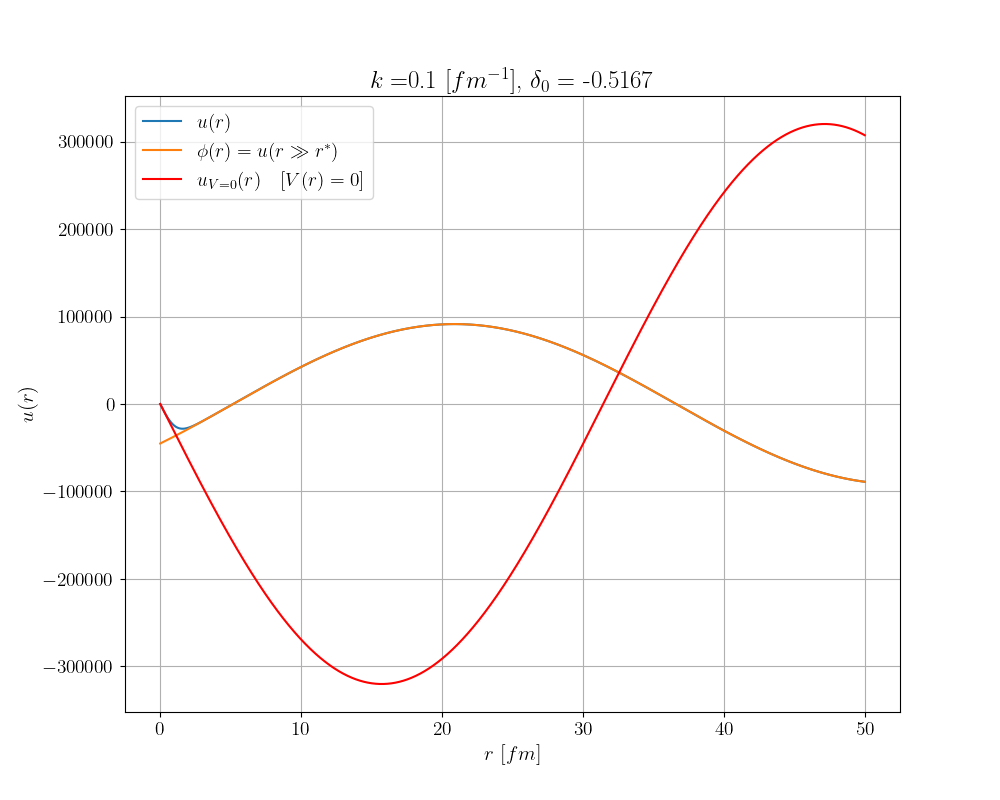 k =0.1 [fm⁻¹], δ₀ = -0.5167
u(r)
ϕ(r) = u(r ≫ r*)
u_{V=0}(r) [V(r) = 0]
300000
200000
100000
0
−100000
−200000
−300000
u(r)
0 10 20 30 40 50
r [fm]